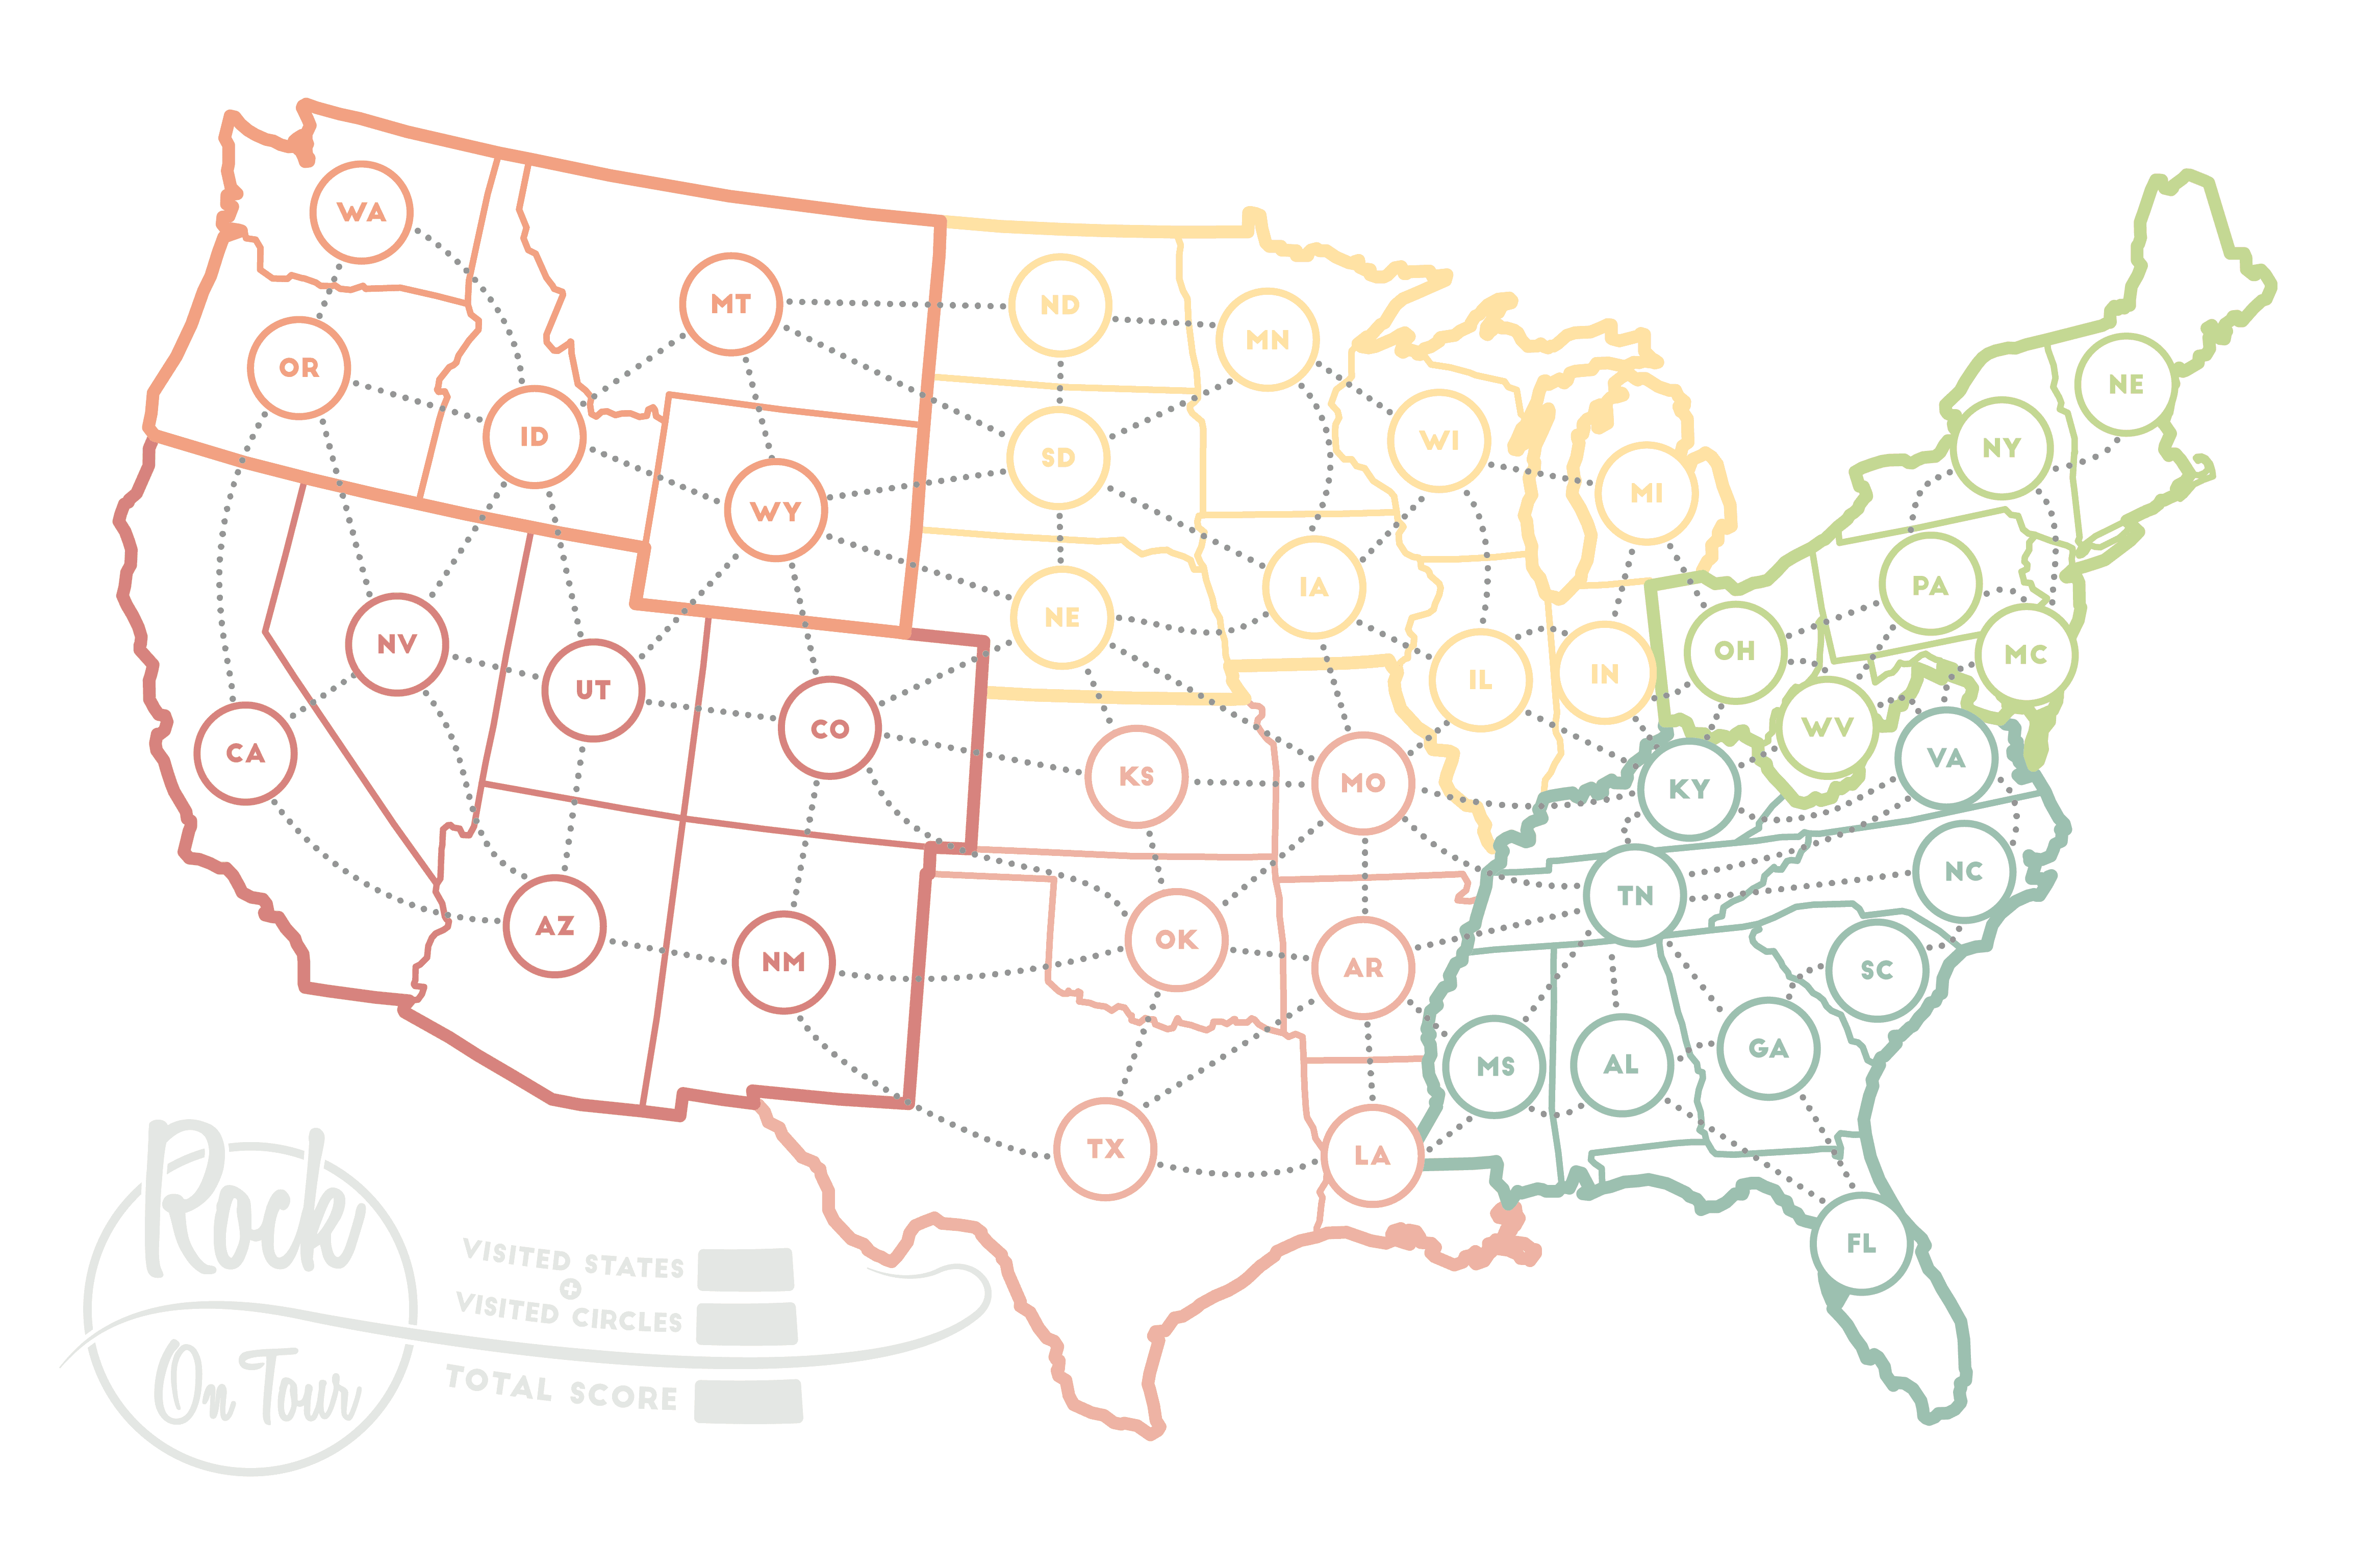 WA
MT
ND
MN
OR
ID
WY
SD
WI
MI
NY
NE
NV
UT
CO
NE
IA
IL
IN
OH
PA
MC
CA
KS
MO
KY
WV
VA
AZ
NM
OK
AR
TN
NC
SC
TX
LA
MS
AL
GA
FL
Rock
On Tour
VISITED STATES
+
VISITED CIRCLES
TOTAL SCORE